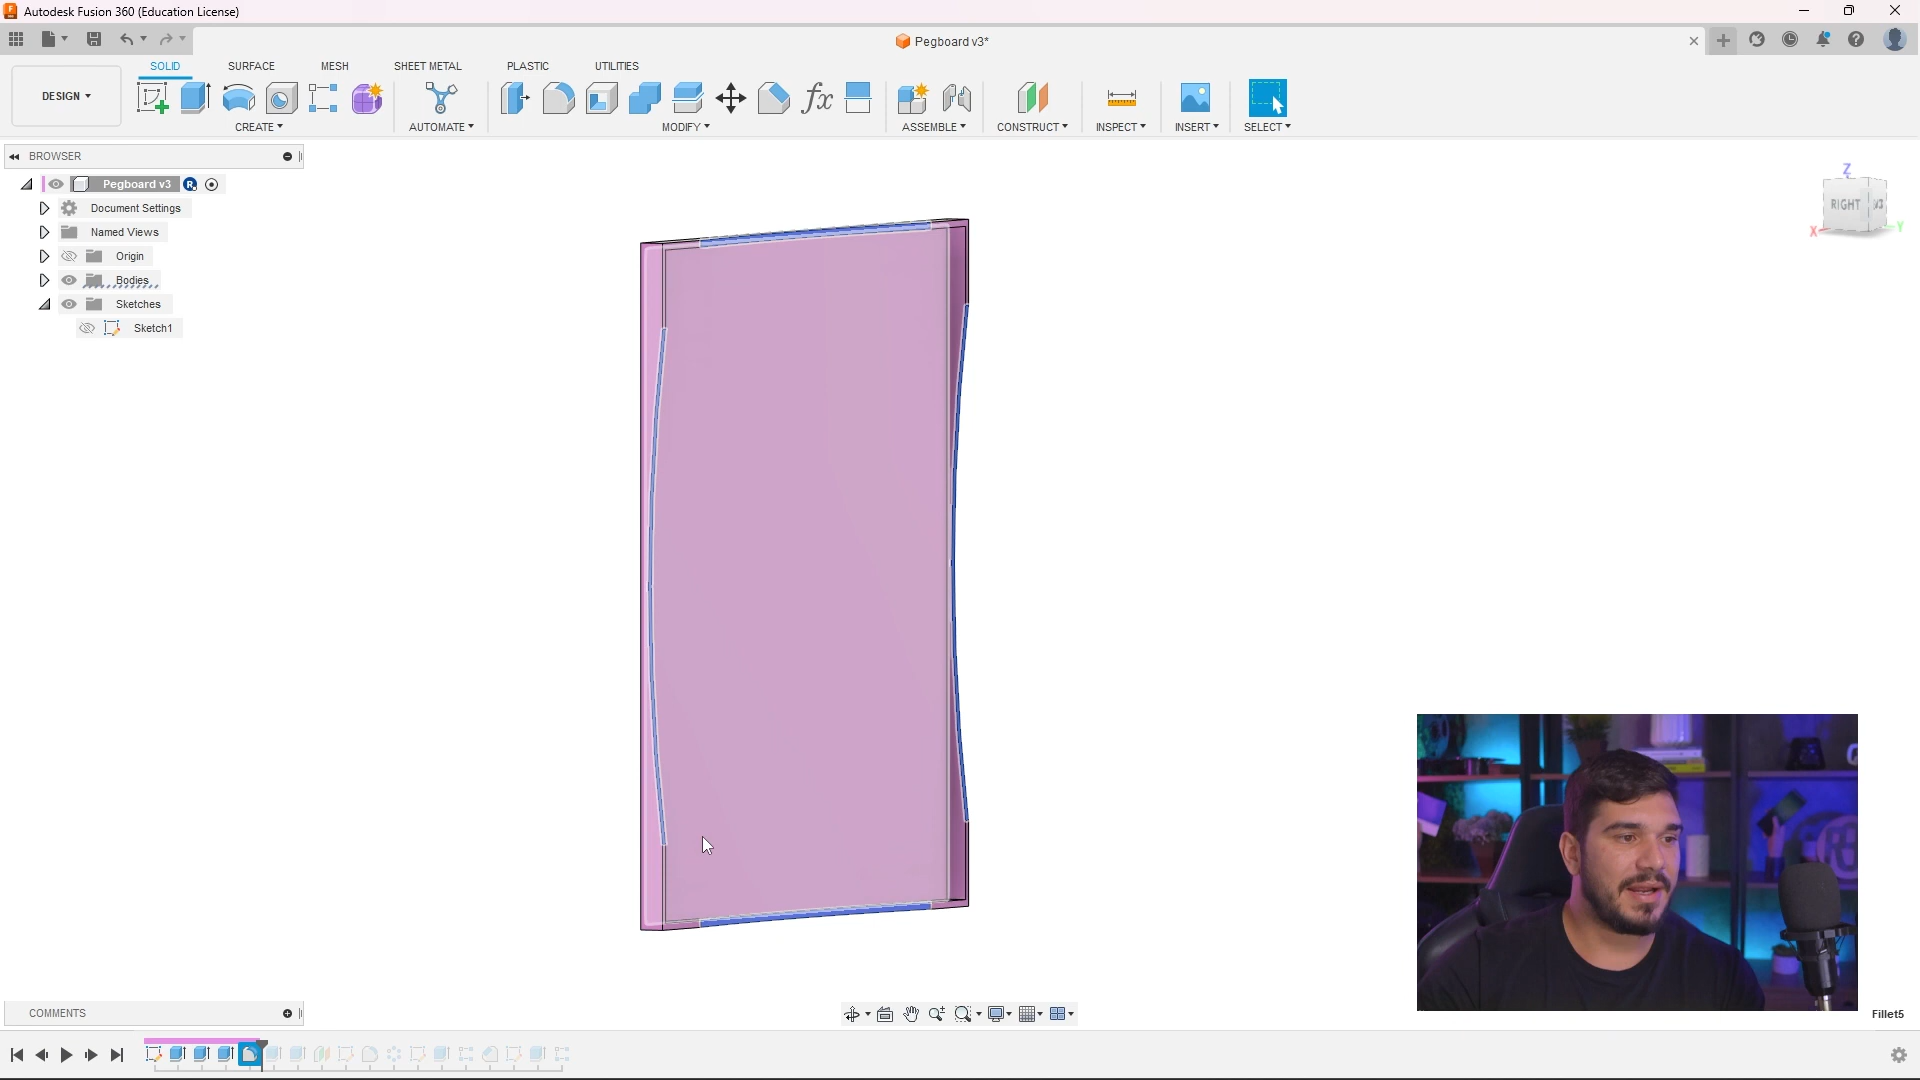 Autodesk Fusion 360 (Education License)
Pegboard v3*
SOLID SURFACE MESH SHEET METAL PLASTIC UTILITIES
DESIGN
CREATE AUTOMATE MODIFY ASSEMBLE CONSTRUCT INSPECT INSERT SELECT
fx
BROWSER
Pegboard v3
Document Settings
Named Views
Origin
Bodies
Sketches
Sketch1
Z
RIGHT
X
Y
COMMENTS
Fillet5